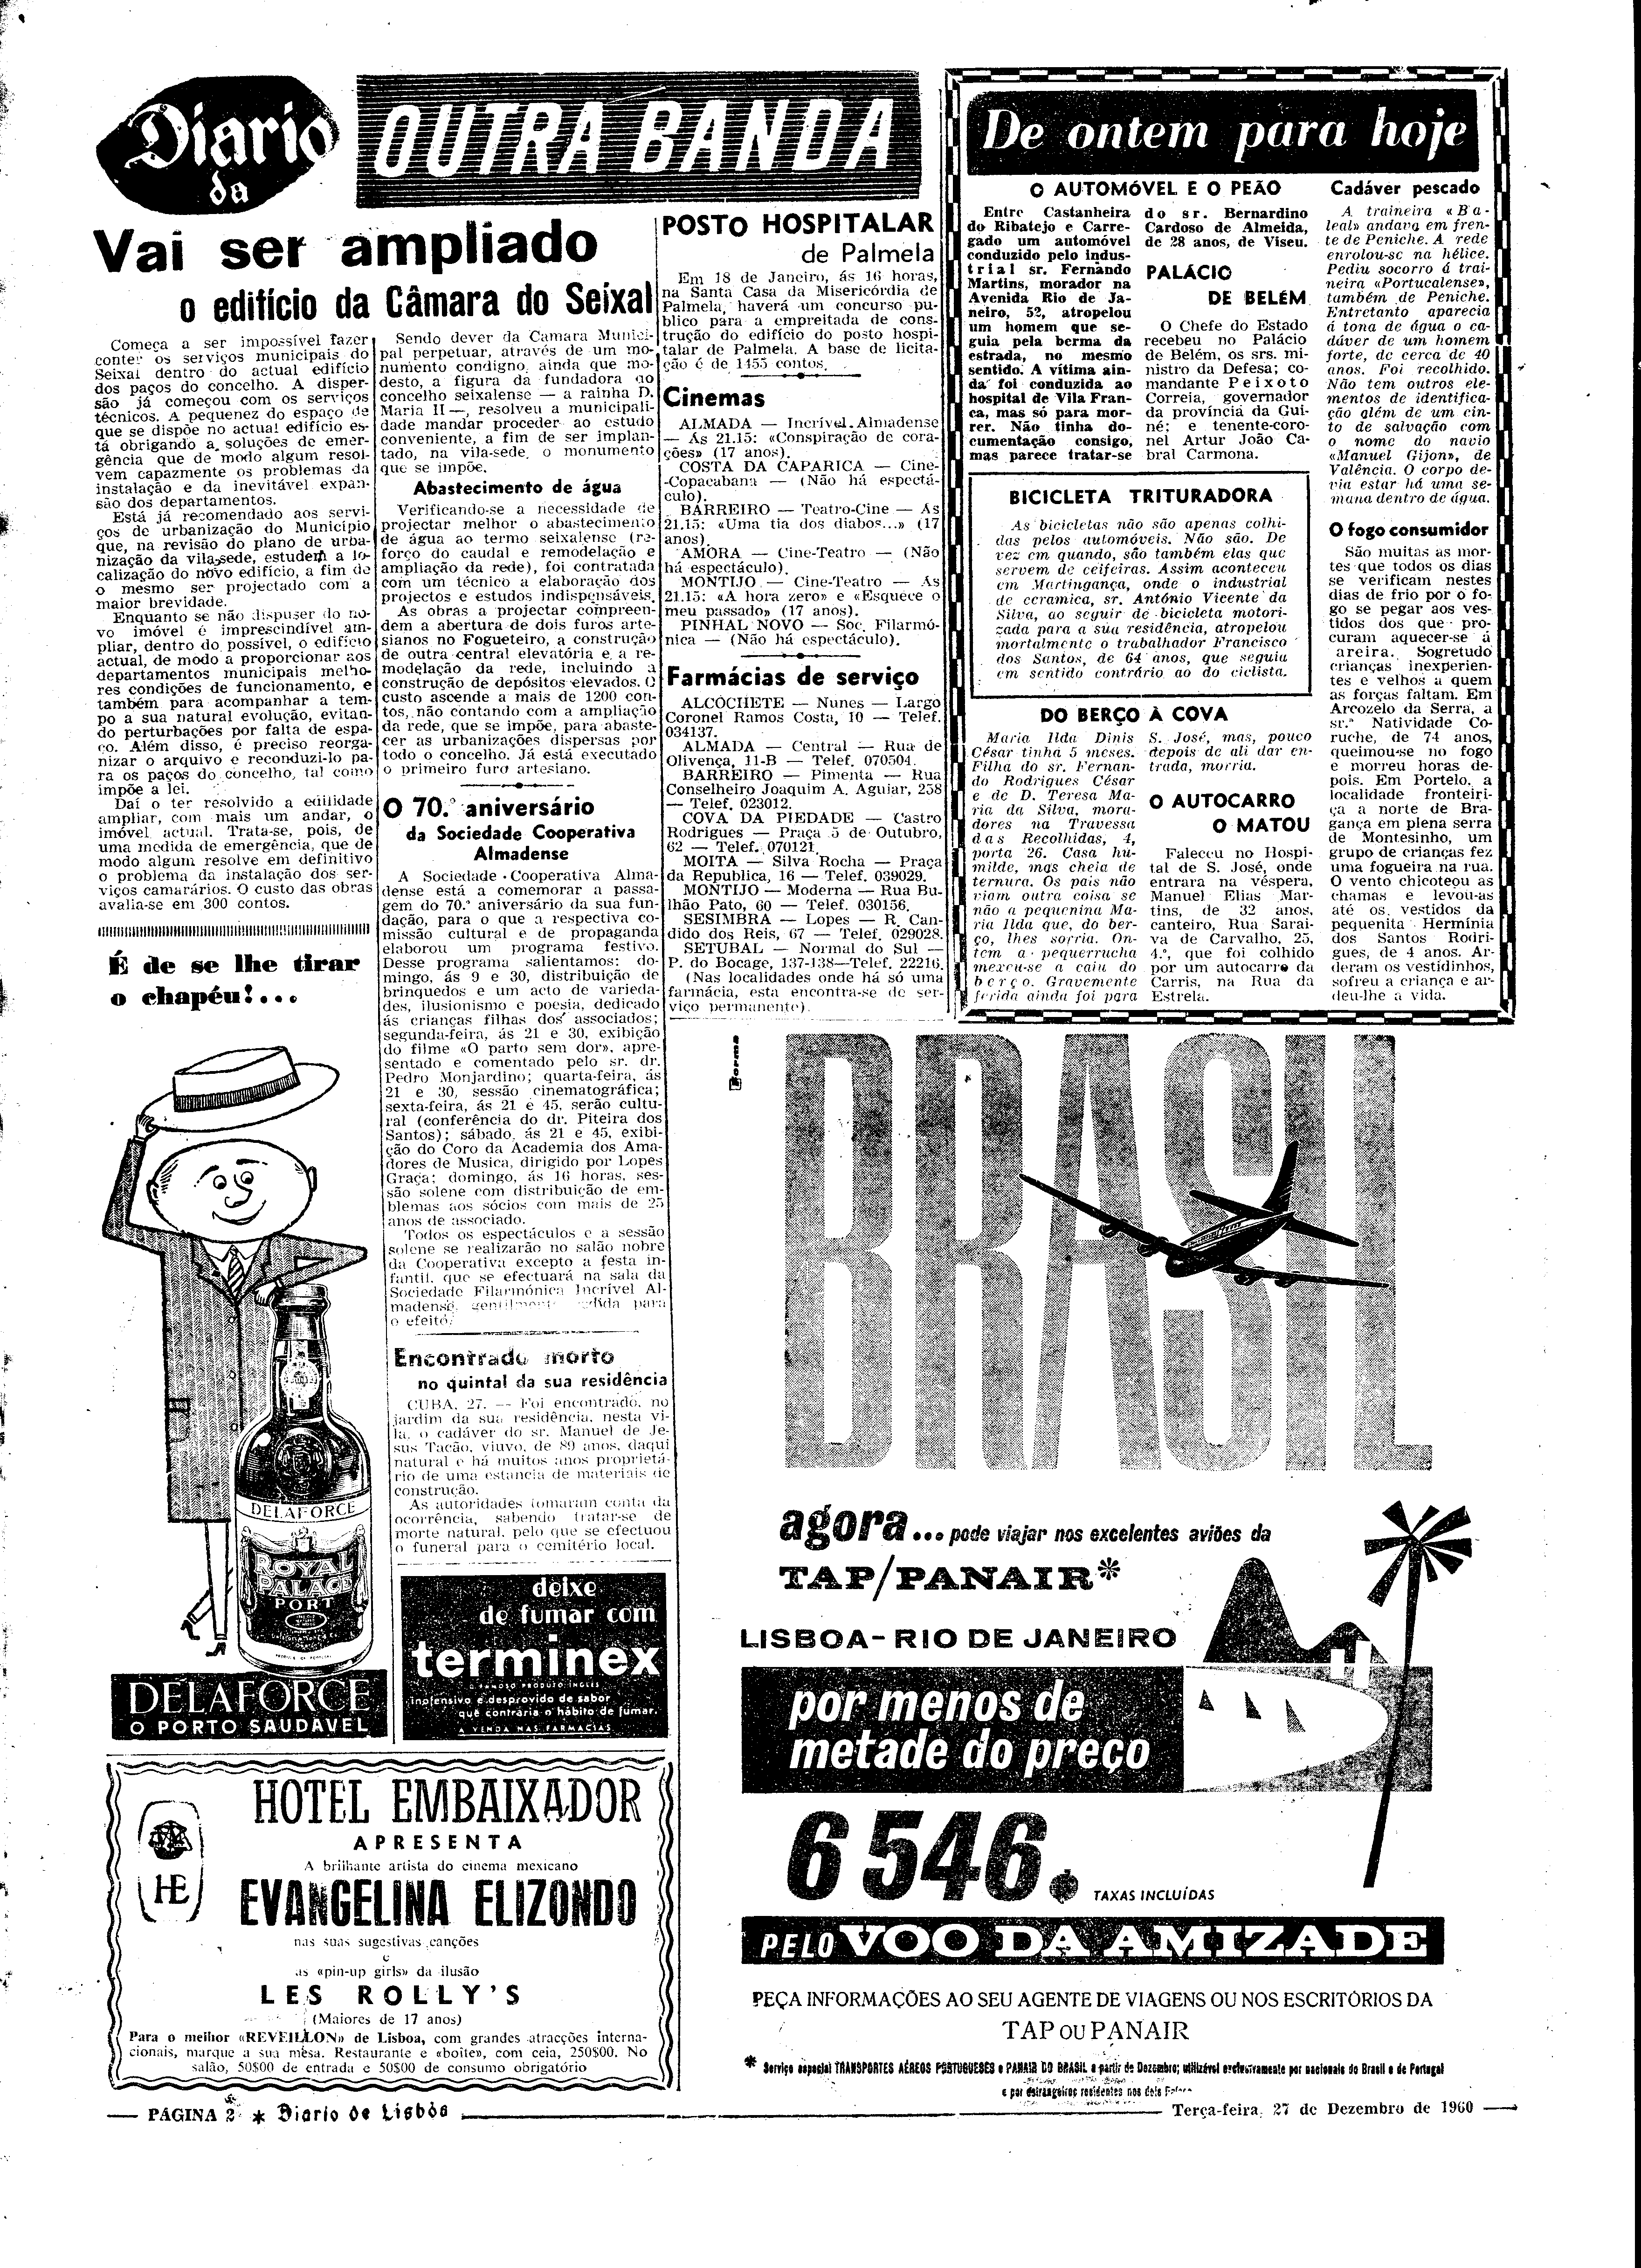 Diario
da
OUTRA BANDA
Vai ser ampliado
o edifício da Câmara do Seixal
Começa a ser impossível fazer
conter os serviços municipais do
Seixal dentro do actual edifício
dos paços do concelho. A disper-
são já começou com os serviços
técnicos. A pequenez do espaço de
que se dispõe no actual edifício es-
tá obrigando a soluções de emer-
gência que de modo algum resol-
vem capazmente os problemas da
instalação e da inevitável expan-
são dos departamentos.
Está já recomendado aos servi-
ços de urbanização do Município
que, na revisão do plano de urba-
nização da vila-sede, estudem a lo-
calização do novo edifício, a fim de
o mesmo ser projectado com a
maior brevidade.
Enquanto se não dispuser do no-
vo imóvel é imprescindível am-
pliar, dentro do possível, o edifício
actual, de modo a proporcionar aos
departamentos municipais melho-
res condições de funcionamento, e
também para acompanhar a tem-
po a sua natural evolução, evitan-
do perturbações por falta de espa-
ço. Além disso, é preciso reorga-
nizar o arquivo e reconduzi-lo pa-
ra os paços do concelho, tal como
impõe a lei.
Daí o ter resolvido a edilidade
ampliar, com mais um andar, o
imóvel actual. Trata-se, pois, de
uma medida de emergência, que de
modo algum resolve em definitivo
o problema da instalação dos ser-
viços camarários. O custo das obras
avalia-se em 300 contos.
É de se lhe tirar
o chapéu!...
DELAFORCE
ROYAL
PALACE
PORT
DELAFORCE
O PORTO SAUDAVEL
Sendo dever da Camara Munici-
pal perpetuar, através de um mo-
numento condigno, ainda que mo-
desto, a figura da fundadora do
concelho seixalense — a rainha D.
Maria II —, resolveu a municipali-
dade mandar proceder ao estudo
conveniente, a fim de ser implan-
tado, na vila-sede, o monumento
que se impõe.
Abastecimento de água
Verificando-se a necessidade de
projectar melhor o abastecimento
de água ao termo seixalense (re-
forço do caudal e remodelação e
ampliação da rede), foi contratada
com um técnico a elaboração dos
projectos e estudos indispensáveis.
As obras a projectar compreen-
dem a abertura de dois furos arte-
sianos no Fogueteiro, a construção
de outra central elevatória e a re-
modelação da rede, incluindo a
construção de depósitos elevados. O
custo ascende a mais de 1200 con-
tos, não contando com a ampliação
da rede, que se impõe, para abaste-
cer as urbanizações dispersas por
todo o concelho. Já está executado
o primeiro furo artesiano.
O 70.º aniversário
da Sociedade Cooperativa
Almadense
A Sociedade Cooperativa Alma-
dense está a comemorar a passa-
gem do 70.º aniversário da sua fun-
dação, para o que a respectiva co-
missão cultural e de propaganda
elaborou um programa festivo.
Desse programa salientamos: do-
mingo, ás 9 e 30, distribuição de
brinquedos e um acto de varieda-
des, ilusionismo e poesia, dedicado
ás crianças filhas dos associados;
segunda-feira, ás 21 e 30, exibição
do filme «O parto sem dor», apre-
sentado e comentado pelo sr. dr.
Pedro Monjardino; quarta-feira, ás
21 e 30, sessão cinematográfica;
sexta-feira, ás 21 e 45, serão cultu-
ral (conferência do dr. Piteira dos
Santos); sábado, ás 21 e 45, exibi-
ção do Coro da Academia dos Ama-
dores de Musica, dirigido por Lopes
Graça; domingo, ás 16 horas, ses-
são solene com distribuição de em-
blemas aos sócios com mais de 25
anos de associado.
Todos os espectáculos e a sessão
solene se realizarão no salão nobre
da Cooperativa excepto a festa in-
fantil, que se efectuará na sala da
Sociedade Filarmónica Incrível Al-
madense, para
o efeito.
Encontrado morto
no quintal da sua residência
CUBA, 27. — Foi encontrado, no
jardim da sua residência, nesta vi-
la, o cadáver do sr. Manuel de Je-
sus Tacão, viuvo, de 89 anos, daqui
natural e há muitos anos proprietá-
rio de uma estancia de materiais de
construção.
As autoridades tomaram conta da
ocorrência, sabendo tratar-se de
morte natural, pelo que se efectuou
o funeral para o cemitério local.
deixe
de fumar com
terminex
O FAMOSO PRODUTO INGLES
inofensivo e desprovido de sabor
que contraria o hábito de fumar.
A VENDA NAS FARMACIAS
POSTO HOSPITALAR
de Palmela
Em 18 de Janeiro, ás 16 horas,
na Santa Casa da Misericórdia de
Palmela, haverá um concurso pu-
blico para a empreitada de cons-
trução do edifício do posto hospi-
talar de Palmela. A base de licita-
ção é de 1455 contos.
Cinemas
ALMADA — Incrível Almadense
— Ás 21.15: «Conspiração de cora-
ções» (17 anos).
COSTA DA CAPARICA — Cine-
-Copacabana — (Não há espectá-
culo).
BARREIRO — Teatro-Cine — Ás
21.15: «Uma tia dos diabos...» (17
anos).
AMORA — Cine-Teatro — (Não
há espectáculo).
MONTIJO — Cine-Teatro — Ás
21.15: «A hora zero» e «Esquece o
meu passado» (17 anos).
PINHAL NOVO — Soc. Filarmó-
nica — (Não há espectáculo).
Farmácias de serviço
ALCOCHETE — Nunes — Largo
Coronel Ramos Costa, 10 — Telef.
034137.
ALMADA — Central — Rua de
Olivença, 11-B — Telef. 070504.
BARREIRO — Pimenta — Rua
Conselheiro Joaquim A. Aguiar, 258
— Telef. 023012.
COVA DA PIEDADE — Castro
Rodrigues — Praça 5 de Outubro,
62 — Telef. 070121.
MOITA — Silva Rocha — Praça
da Republica, 16 — Telef. 039029.
MONTIJO — Moderna — Rua Bu-
lhão Pato, 60 — Telef. 030156.
SESIMBRA — Lopes — R. Can-
dido dos Reis, 67 — Telef. 029028.
SETUBAL — Normal do Sul —
P. do Bocage, 137-138—Telef. 22216.
(Nas localidades onde há só uma
farmácia, esta encontra-se de ser-
viço permanente).
De ontem para hoje
O AUTOMÓVEL E O PEÃO
Entre Castanheira
do Ribatejo e Carre-
gado um automóvel
conduzido pelo indus-
trial sr. Fernando
Martins, morador na
Avenida Rio de Ja-
neiro, 52, atropelou
um homem que se-
guia pela berma da
estrada, no mesmo
sentido. A vítima ain-
da foi conduzida ao
hospital de Vila Fran-
ca, mas só para mor-
rer. Não tinha do-
cumentação consigo,
mas parece tratar-se
do sr. Bernardino
Cardoso de Almeida,
de 28 anos, de Viseu.
PALÁCIO
DE BELÉM
O Chefe do Estado
recebeu no Palácio
de Belém, os srs. mi-
nistro da Defesa; co-
mandante Peixoto
Correia, governador
da província da Gui-
né; e tenente-coro-
nel Artur João Ca-
bral Carmona.
BICICLETA TRITURADORA
As bicicletas não são apenas colhi-
das pelos automóveis. Não são. De
vez em quando, são também elas que
servem de ceifeiras. Assim aconteceu
em Martingança, onde o industrial
de ceramica, sr. António Vicente da
Silva, ao seguir de bicicleta motori-
zada para a sua residência, atropelou
mortalmente o trabalhador Francisco
dos Santos, de 64 anos, que seguia
em sentido contrário ao do ciclista.
DO BERÇO À COVA
Maria Ilda Dinis
César tinha 5 meses.
Filha do sr. Fernan-
do Rodrigues César
e de D. Teresa Ma-
ria da Silva, mora-
dores na Travessa
das Recolhidas, 4,
porta 26. Casa hu-
milde, mas cheia de
ternura. Os pais não
viam outra coisa se
não a pequenina Ma-
ria Ilda que, do ber-
ço, lhes sorria. On-
tem a pequerrucha
mexeu-se a caiu do
berço. Gravemente
ferida ainda foi para
S. José, mas, pouco
depois de ali dar en-
trada, morria.
O AUTOCARRO
O MATOU
Faleceu no Hospi-
tal de S. José, onde
entrara na véspera,
Manuel Elias Mar-
tins, de 32 anos,
canteiro, Rua Sarai-
va de Carvalho, 25,
4.º, que foi colhido
por um autocarro da
Carris, na Rua da
Estrela.
Cadáver pescado
A traineira «Ba-
leal» andava em fren-
te de Peniche. A rede
enrolou-se na hélice.
Pediu socorro á trai-
neira «Portucalense»,
também de Peniche.
Entretanto aparecia
á tona de água o ca-
dáver de um homem
forte, de cerca de 40
anos. Foi recolhido.
Não tem outros ele-
mentos de identifica-
ção além de um cin-
to de salvação com
o nome do navio
«Manuel Gijon», de
Valência. O corpo de-
via estar há uma se-
mana dentro de água.
O fogo consumidor
São muitas as mor-
tes que todos os dias
se verificam nestes
dias de frio por o fo-
go se pegar aos ves-
tidos dos que pro-
curam aquecer-se á
areira. Sogretudo
crianças inexperien-
tes e velhos a quem
as forças faltam. Em
Arcozelo da Serra, a
sr.ª Natividade Co-
ruche, de 74 anos,
queimou-se no fogo
e morreu horas de-
pois. Em Portelo, a
localidade fronteiri-
ça a norte de Bra-
gança em plena serra
de Montesinho, um
grupo de crianças fez
uma fogueira na rua.
O vento chicoteou as
chamas e levou-as
até os vestidos da
pequenita Hermínia
dos Santos Rodri-
gues, de 4 anos. Ar-
deram os vestidinhos,
sofreu a criança e ar-
deu-lhe a vida.
Forma
BRASIL
agora... pode viajar nos excelentes aviões da
TAP/PANAIR*
LISBOA-RIO DE JANEIRO
por menos de
metade do preço
6 546. TAXAS INCLUÍDAS
PELO VOO DA AMIZADE
PEÇA INFORMAÇÕES AO SEU AGENTE DE VIAGENS OU NOS ESCRITÓRIOS DA
TAP OU PANAIR
* Serviço especial TRANSPORTES AÉREOS PORTUGUESES e PANAIR DO BRASIL a partir de Dezembro; utilizável exclusivamente por nacionais do Brasil e de Portugal
e por estrangeiros residentes nos dois
HOTEL EMBAIXADOR
APRESENTA
HE
A brilhante artista do cinema mexicano
EVANGELINA ELIZONDO
nas suas sugestivas canções
e
as «pin-up girls» da ilusão
LES ROLLY'S
(Maiores de 17 anos)
Para o melhor «REVEILLON» de Lisboa, com grandes atracções interna-
cionais, marque a sua mesa. Restaurante e «boîte», com ceia, 250$00. No
salão, 50$00 de entrada e 50$00 de consumo obrigatório
PÁGINA 2 * Diario de Lisboa
Terça-feira, 27 de Dezembro de 1960